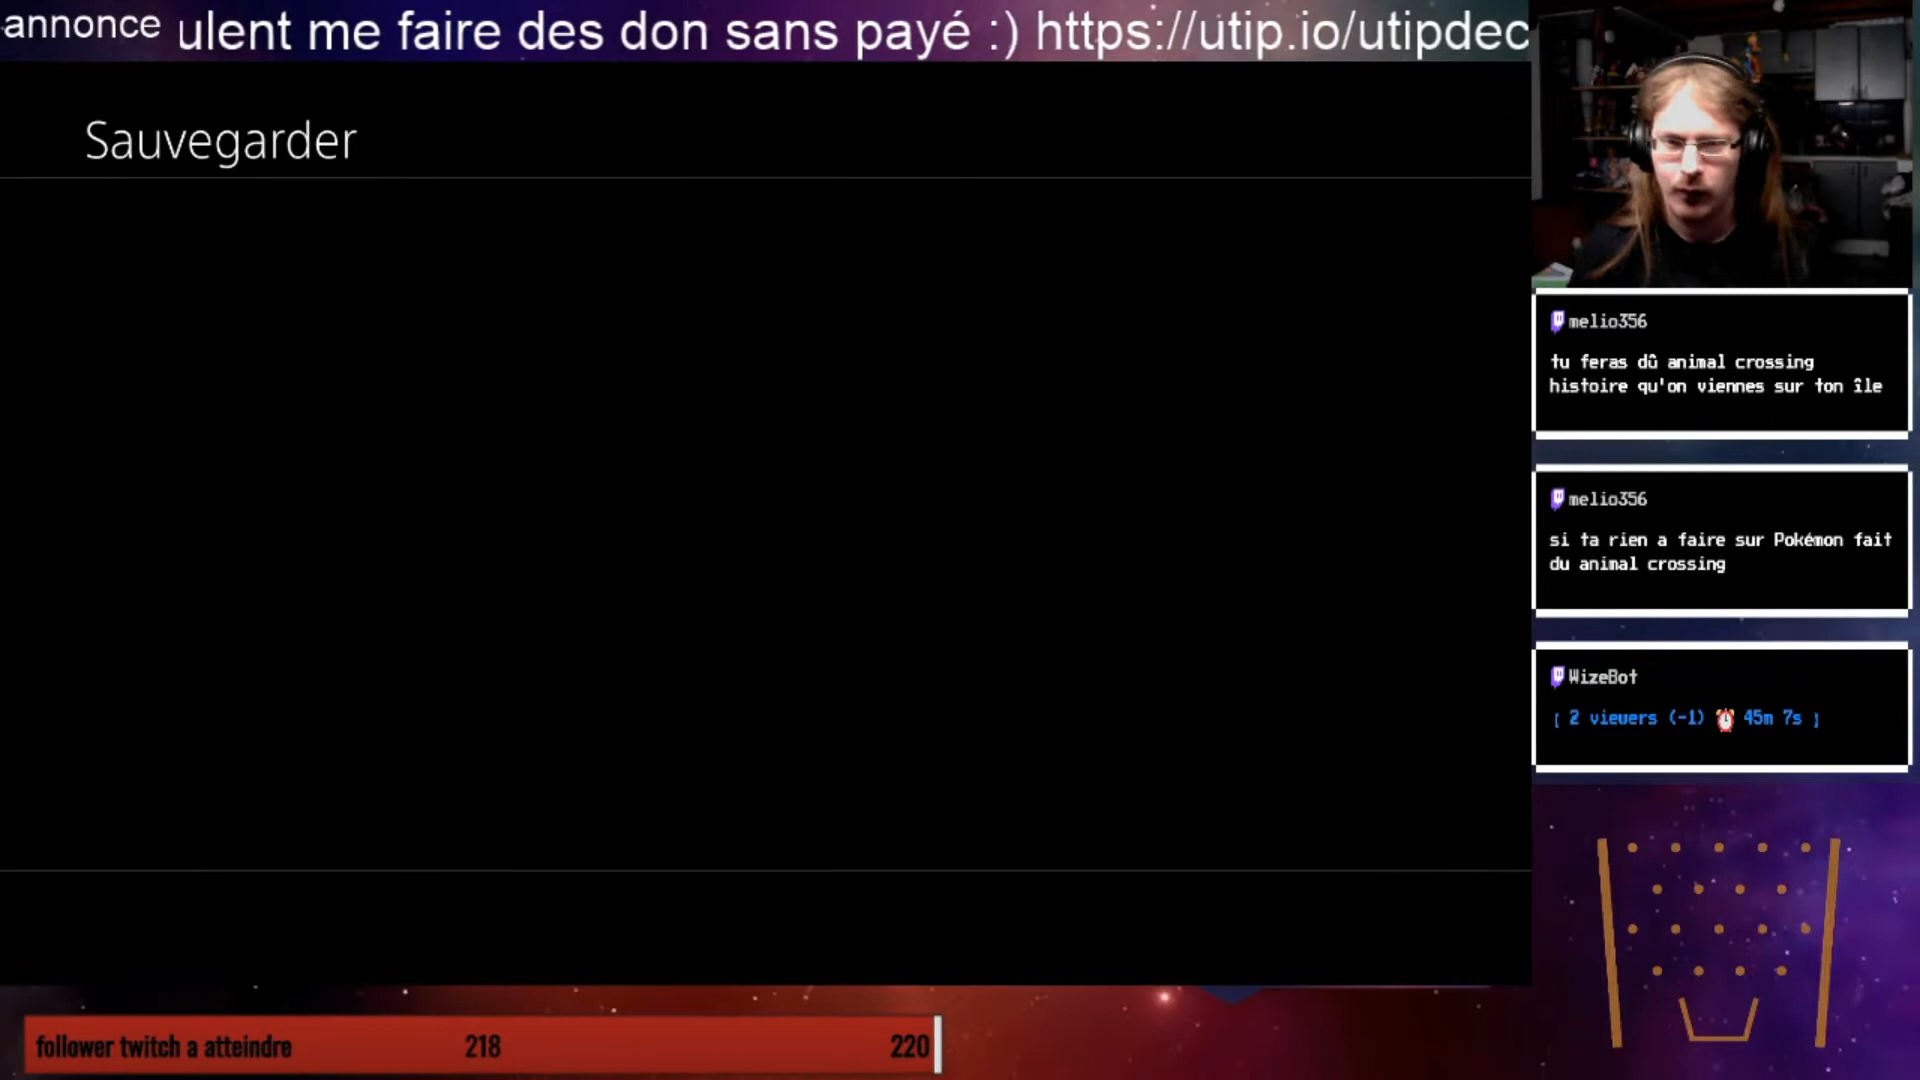 annonce ulent me faire des don sans payé :) https://utip.io/utipdec
Sauvegarder
melio356
tu feras dû animal crossing
histoire qu'on viennes sur ton île
melio356
si ta rien a faire sur Pokémon fait
du animal crossing
WizeBot
[ 2 viewers (-1) ⏰ 45m 7s ]
follower twitch a atteindre 218 220